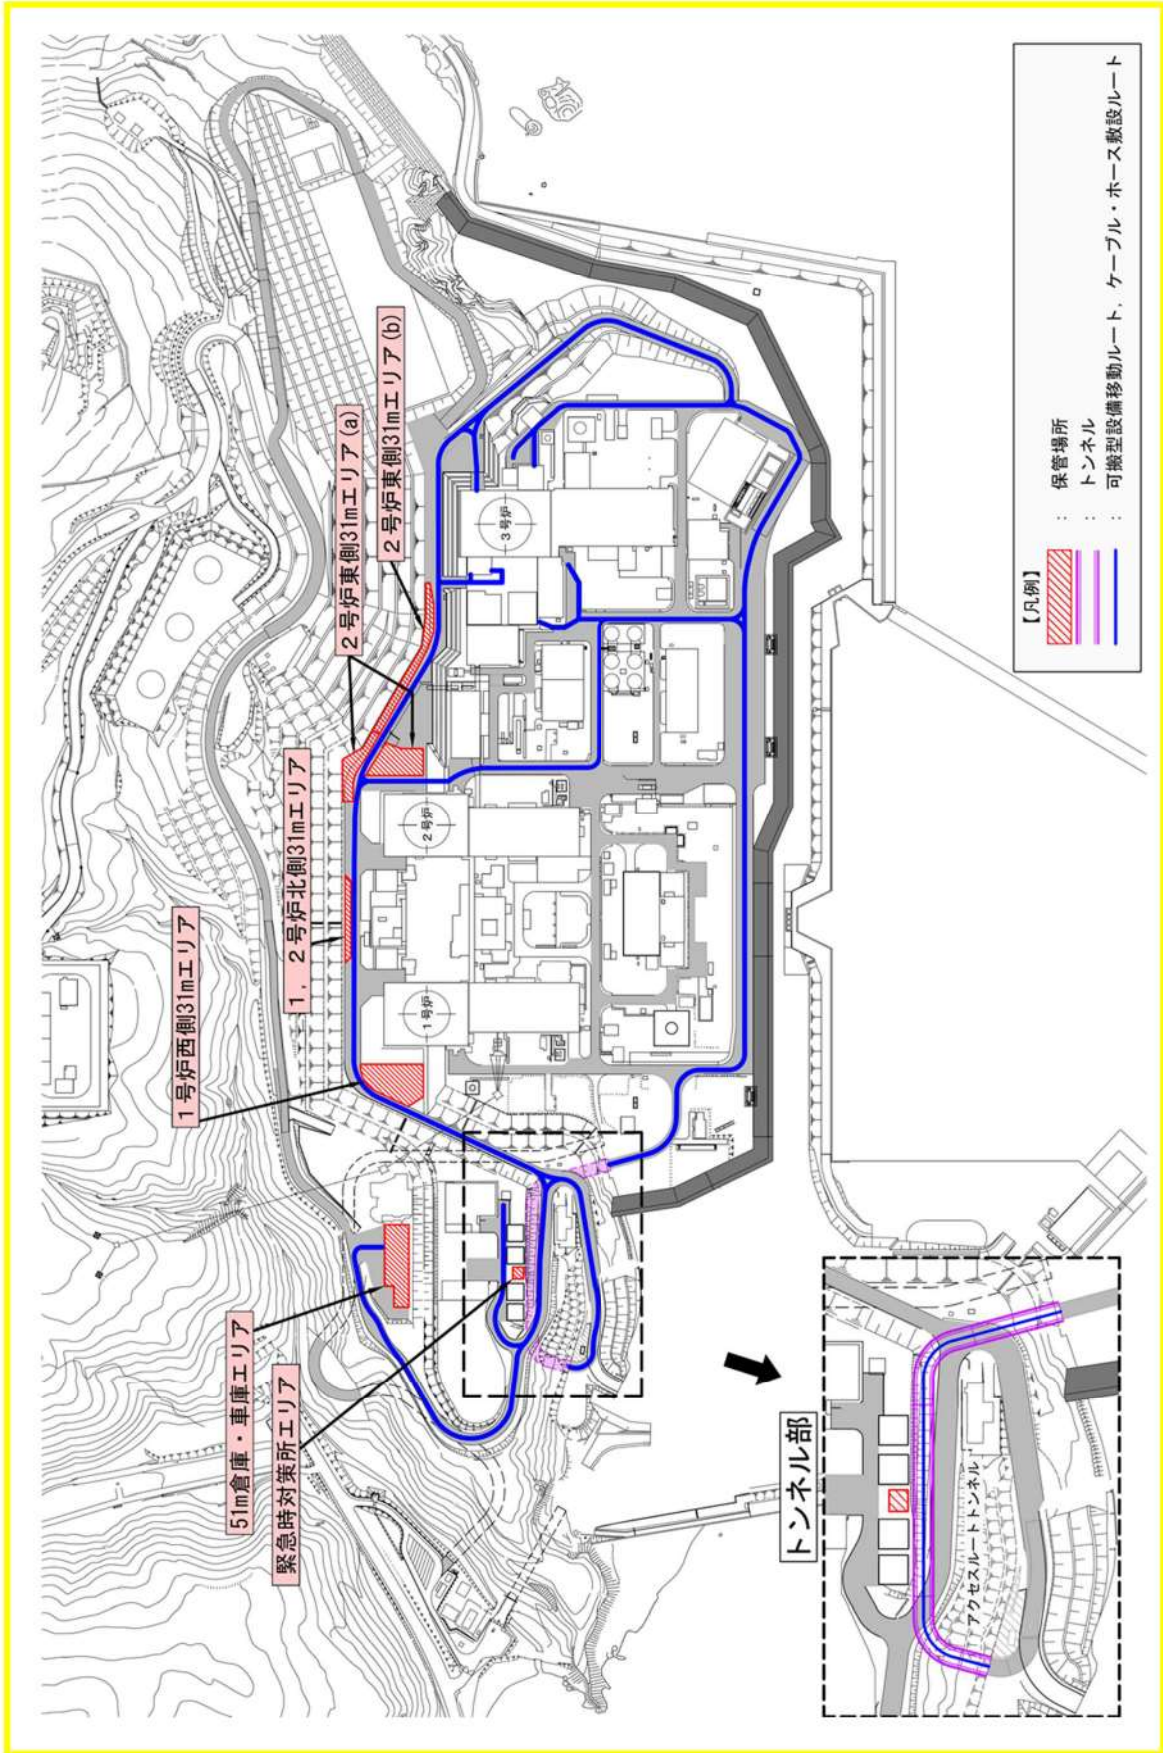 51m倉庫・車庫エリア
緊急時対策所エリア
1号炉西側31mエリア
1，2号炉北側31mエリア
2号炉東側31mエリア(a)
2号炉東側31mエリア(b)
1号炉
2号炉
3号炉
トンネル部
アクセスルートトンネル
【凡例】
： 保管場所
： トンネル
： 可搬型設備移動ルート，ケーブル・ホース敷設ルート